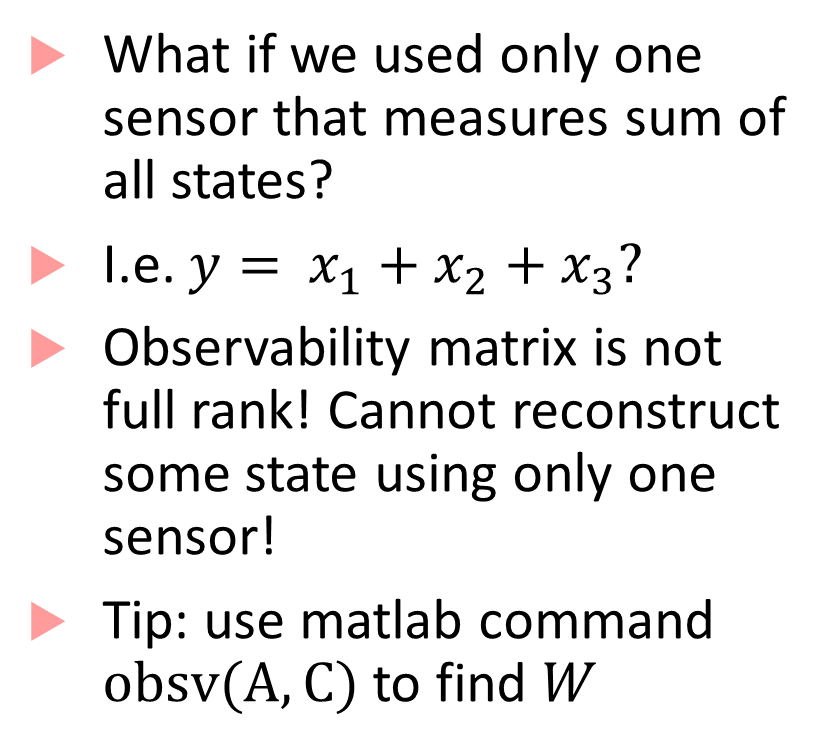 What if we used only one
sensor that measures sum of
all states?
I.e. 𝑦 = 𝑥₁ + 𝑥₂ + 𝑥₃?
Observability matrix is not
full rank! Cannot reconstruct
some state using only one
sensor!
Tip: use matlab command
obsv(A, C) to find 𝑊